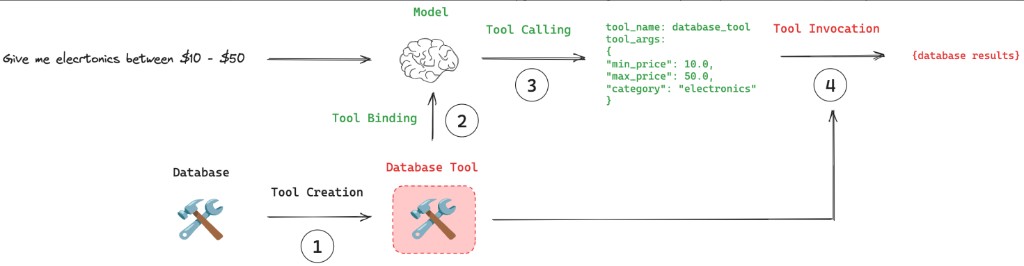 Model
Tool Calling
tool_name: database_tool
tool_args:
{
"min_price": 10.0,
"max_price": 50.0,
"category": "electronics"
}
Tool Invocation
Give me elecrtonics between $10 - $50
{database results}
3
4
Tool Binding
2
Database Tool
Database
Tool Creation
1